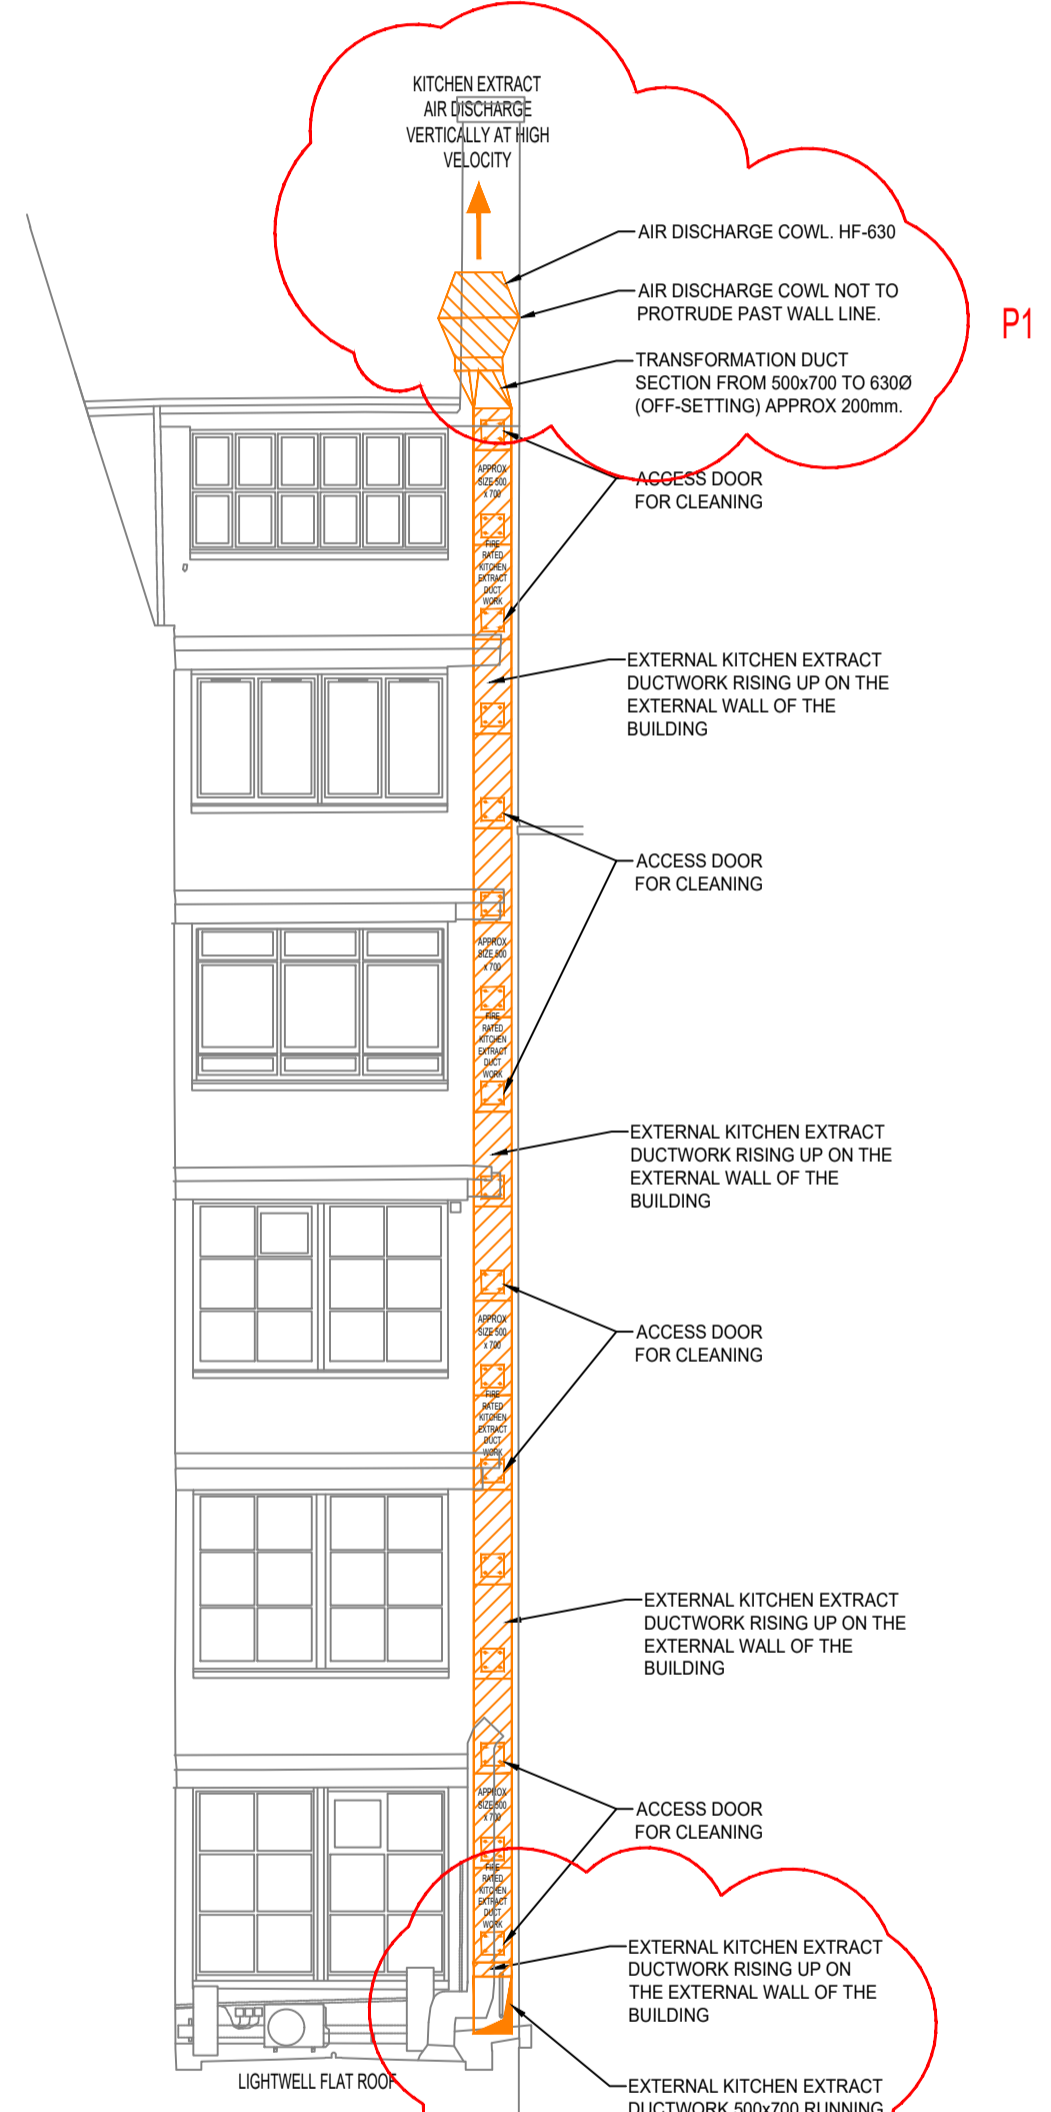 KITCHEN EXTRACT
AIR DISCHARGE
VERTICALLY AT HIGH
VELOCITY
AIR DISCHARGE COWL. HF-630
AIR DISCHARGE COWL NOT TO
PROTRUDE PAST WALL LINE.
P1
TRANSFORMATION DUCT
SECTION FROM 500x700 TO 630Ø
(OFF-SETTING) APPROX 200mm.
ACCESS DOOR
FOR CLEANING
APPROX
SIZE 500
x 700
FIRE
RATED
KITCHEN
EXTRACT
DUCT
WORK
EXTERNAL KITCHEN EXTRACT
DUCTWORK RISING UP ON THE
EXTERNAL WALL OF THE
BUILDING
ACCESS DOOR
FOR CLEANING
APPROX
SIZE 500
x 700
FIRE
RATED
KITCHEN
EXTRACT
DUCT
WORK
EXTERNAL KITCHEN EXTRACT
DUCTWORK RISING UP ON THE
EXTERNAL WALL OF THE
BUILDING
ACCESS DOOR
FOR CLEANING
APPROX
SIZE 500
x 700
FIRE
RATED
KITCHEN
EXTRACT
DUCT
WORK
EXTERNAL KITCHEN EXTRACT
DUCTWORK RISING UP ON THE
EXTERNAL WALL OF THE
BUILDING
ACCESS DOOR
FOR CLEANING
APPROX
SIZE 500
x 700
FIRE
RATED
KITCHEN
EXTRACT
DUCT
WORK
EXTERNAL KITCHEN EXTRACT
DUCTWORK RISING UP ON
THE EXTERNAL WALL OF THE
BUILDING
LIGHTWELL FLAT ROOF
EXTERNAL KITCHEN EXTRACT
DUCTWORK 500x700 RUNNING